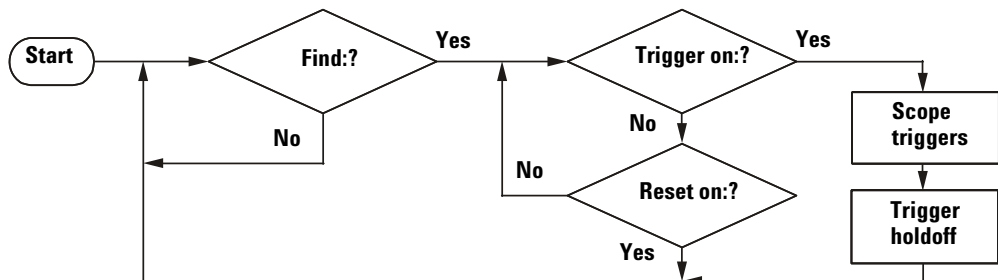 Start
Find:?
Yes
No
Trigger on:?
Yes
No
Reset on:?
No
Yes
Scope
triggers
Trigger
holdoff